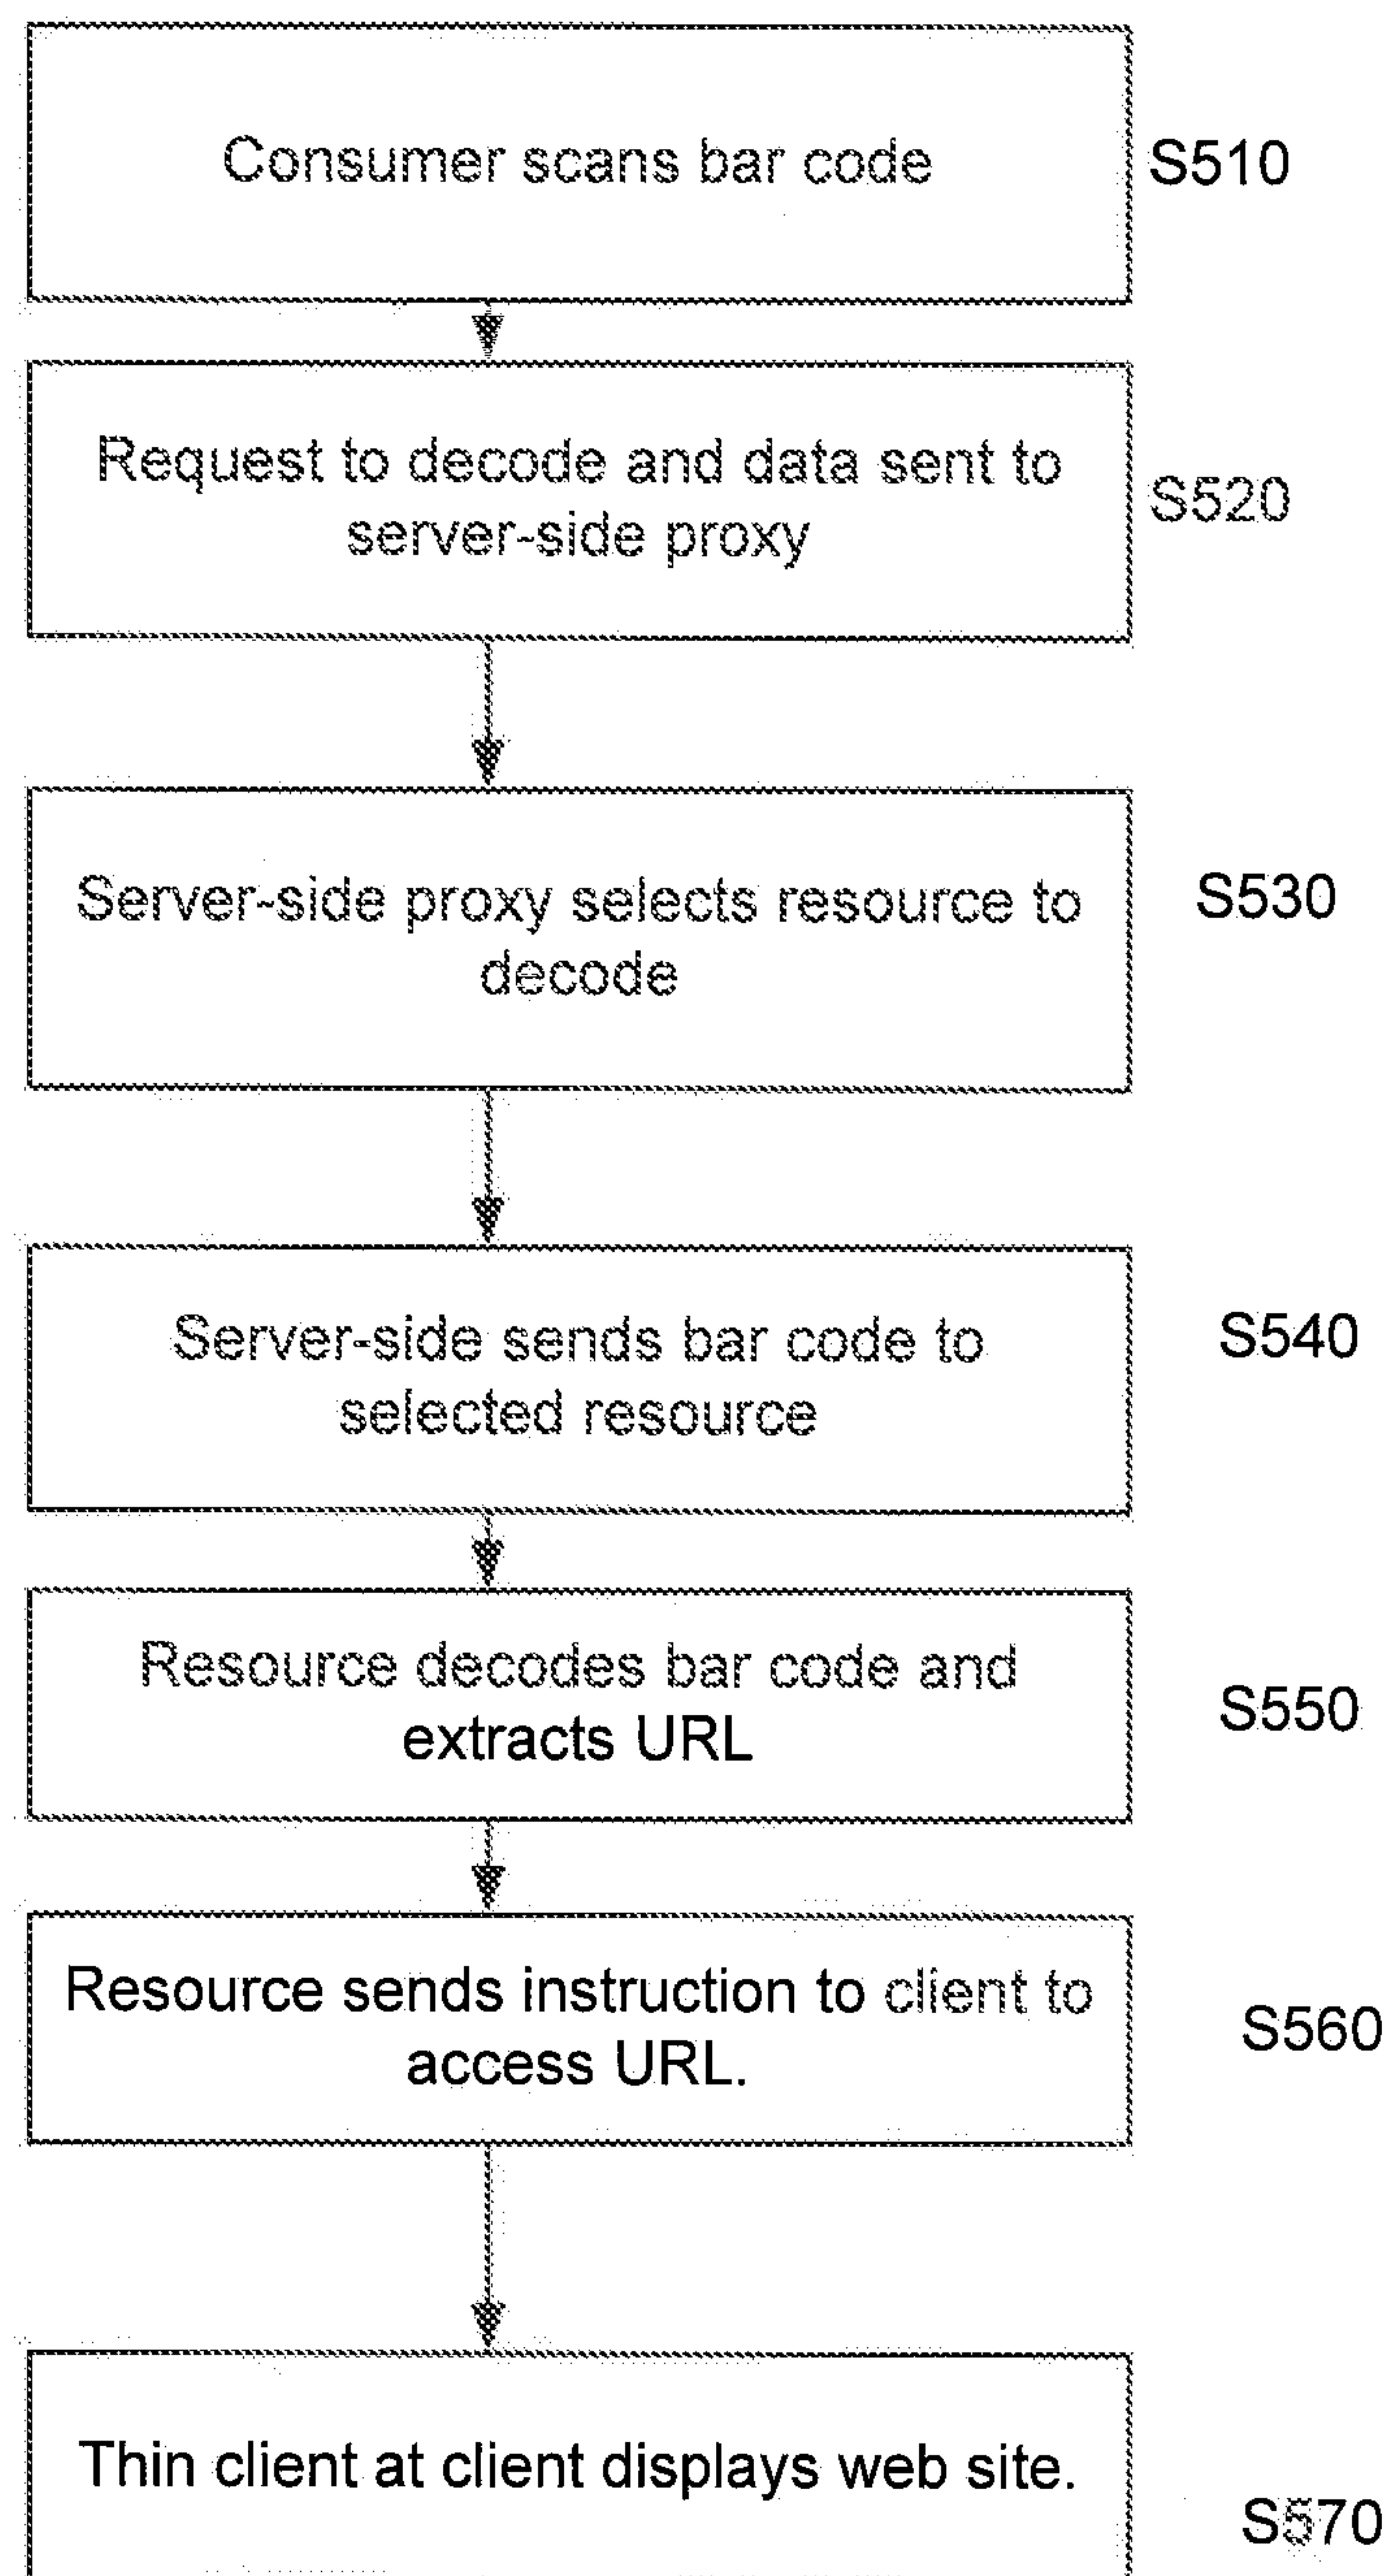 Consumer scans bar code
S510
Request to decode and data sent to
server-side proxy
S520
Server-side proxy selects resource to
decode
S530
Server-side sends bar code to
selected resource
S540
Resource decodes bar code and
extracts URL
S550
Resource sends instruction to client to
access URL.
S560
Thin client at client displays web site.
S570